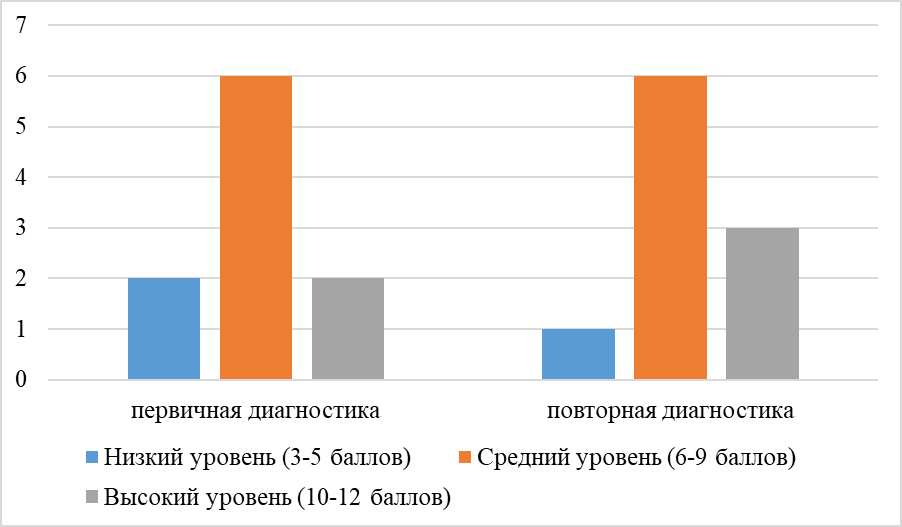 7
6
5
4
3
2
1
0
первичная диагностика
повторная диагностика
Низкий уровень (3-5 баллов)
Средний уровень (6-9 баллов)
Высокий уровень (10-12 баллов)